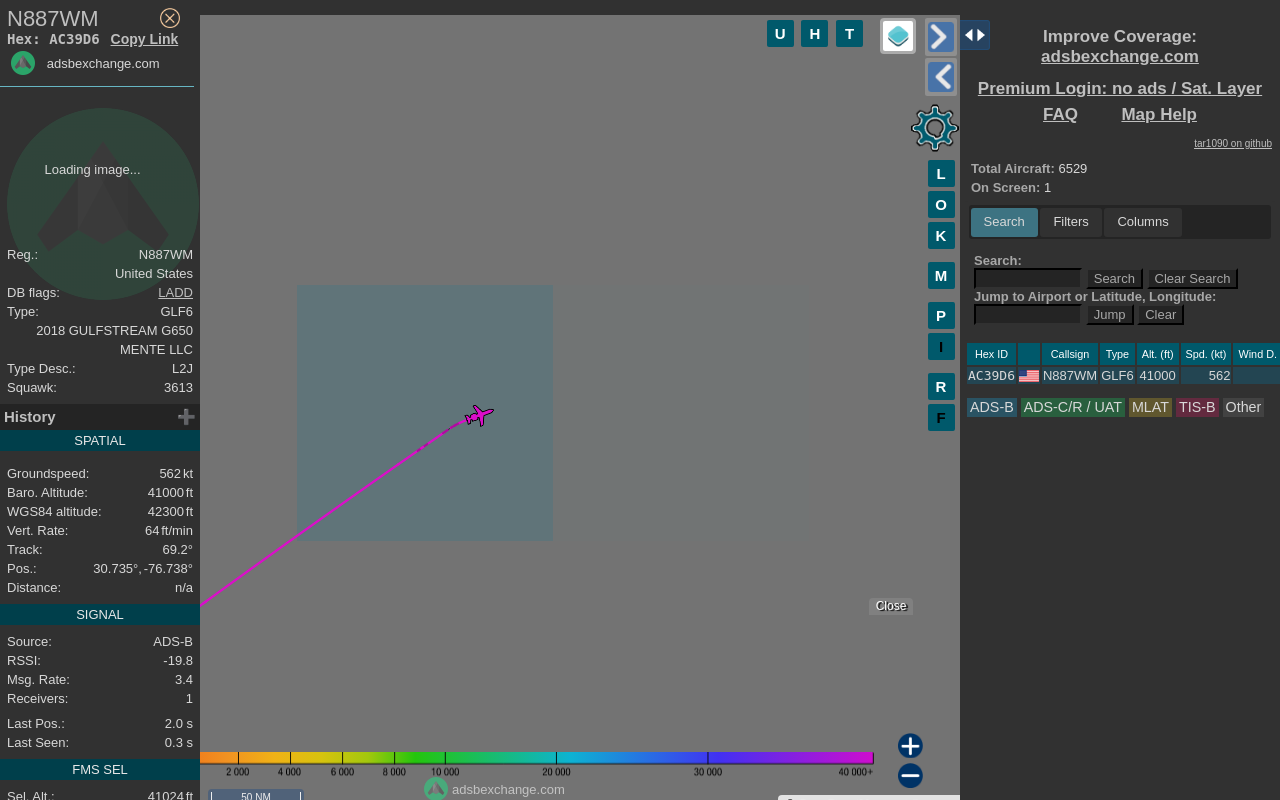 N887WM
Hex: AC39D6 Copy Link
adsbexchange.com
Loading image...
Reg.: N887WM
United States
DB flags: LADD
Type: GLF6
2018 GULFSTREAM G650
MENTE LLC
Type Desc.: L2J
Squawk: 3613
History
SPATIAL
Groundspeed: 562 kt
Baro. Altitude: 41000 ft
WGS84 altitude: 42300 ft
Vert. Rate: 64 ft/min
Track: 69.2°
Pos.: 30.735°, -76.738°
Distance: n/a
SIGNAL
Source: ADS-B
RSSI: -19.8
Msg. Rate: 3.4
Receivers: 1
Last Pos.: 2.0 s
Last Seen: 0.3 s
FMS SEL
Sel. Alt.: 41024 ft
U H T
L
O
K
M
P
I
R
F
Close
2 000 4 000 6 000 8 000 10 000 20 000 30 000 40 000+
adsbexchange.com
50 NM
Improve Coverage:
adsbexchange.com
Premium Login: no ads / Sat. Layer
FAQ Map Help
tar1090 on github
Total Aircraft: 6529
On Screen: 1
Search Filters Columns
Search:
Search Clear Search
Jump to Airport or Latitude, Longitude:
Jump Clear
Hex ID Callsign Type Alt. (ft) Spd. (kt) Wind D.
AC39D6 N887WM GLF6 41000 562
ADS-B ADS-C/R / UAT MLAT TIS-B Other